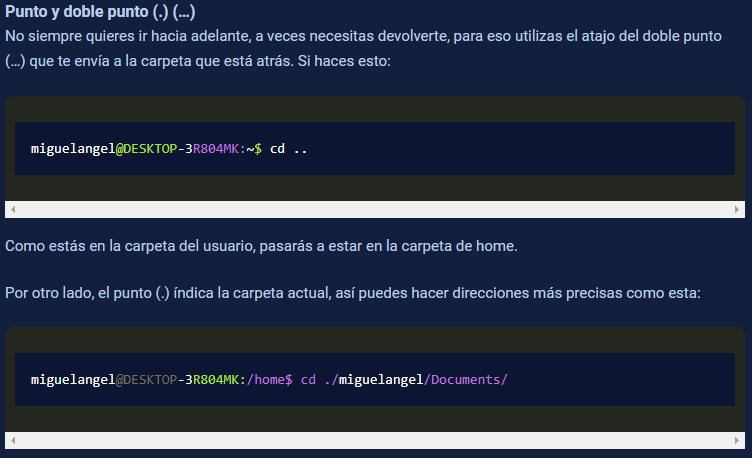 Punto y doble punto (.) (…)
No siempre quieres ir hacia adelante, a veces necesitas devolverte, para eso utilizas el atajo del doble punto
(…) que te envía a la carpeta que está atrás. Si haces esto:
miguelangel@DESKTOP-3R804MK:~$ cd ..
Como estás en la carpeta del usuario, pasarás a estar en la carpeta de home.
Por otro lado, el punto (.) índica la carpeta actual, así puedes hacer direcciones más precisas como esta:
miguelangel@DESKTOP-3R804MK:/home$ cd ./miguelangel/Documents/